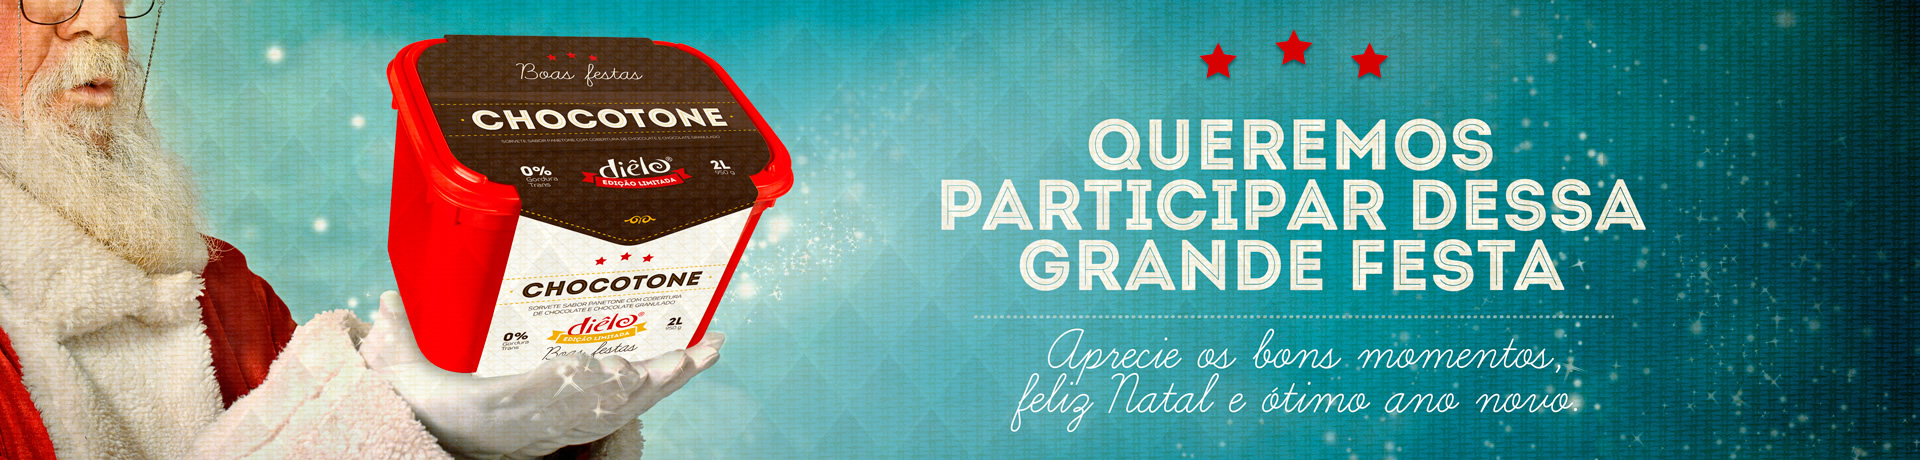 Boas festas
CHOCOTONE
SORVETE SABOR PANETONE COM COBERTURA DE CHOCOLATE E CHOCOLATE GRANULADO
0%
Gordura
Trans
diêlo®
EDIÇÃO LIMITADA
2L
950 g
CHOCOTONE
SORVETE SABOR PANETONE COM COBERTURA
DE CHOCOLATE E CHOCOLATE GRANULADO
0%
Gordura
Trans
diêlo
EDIÇÃO LIMITADA
2L
950 g
Boas festas
QUEREMOS
PARTICIPAR DESSA
GRANDE FESTA
Aprecie os bons momentos,
feliz Natal e ótimo ano novo.